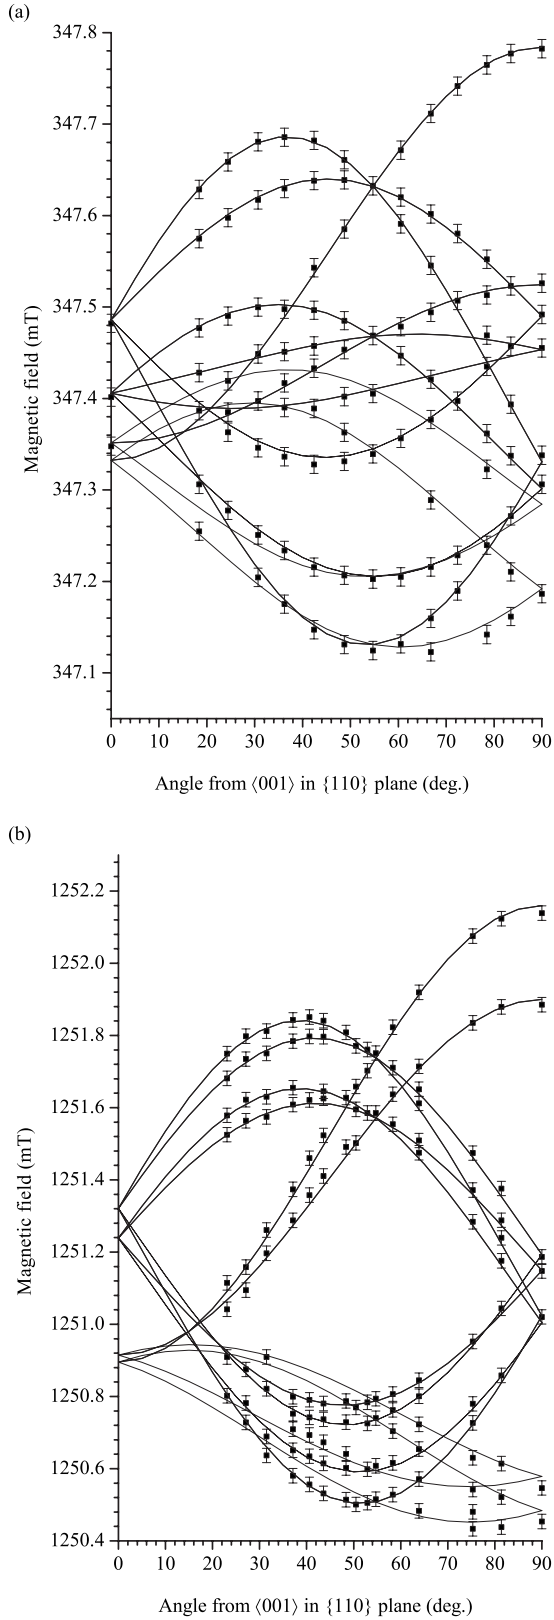 (a)
347.8
347.7
347.6
347.5
347.4
347.3
347.2
347.1
Magnetic field (mT)
0 10 20 30 40 50 60 70 80 90
Angle from ⟨001⟩ in {110} plane (deg.)
(b)
1252.2
1252.0
1251.8
1251.6
1251.4
1251.2
1251.0
1250.8
1250.6
1250.4
Magnetic field (mT)
0 10 20 30 40 50 60 70 80 90
Angle from ⟨001⟩ in {110} plane (deg.)